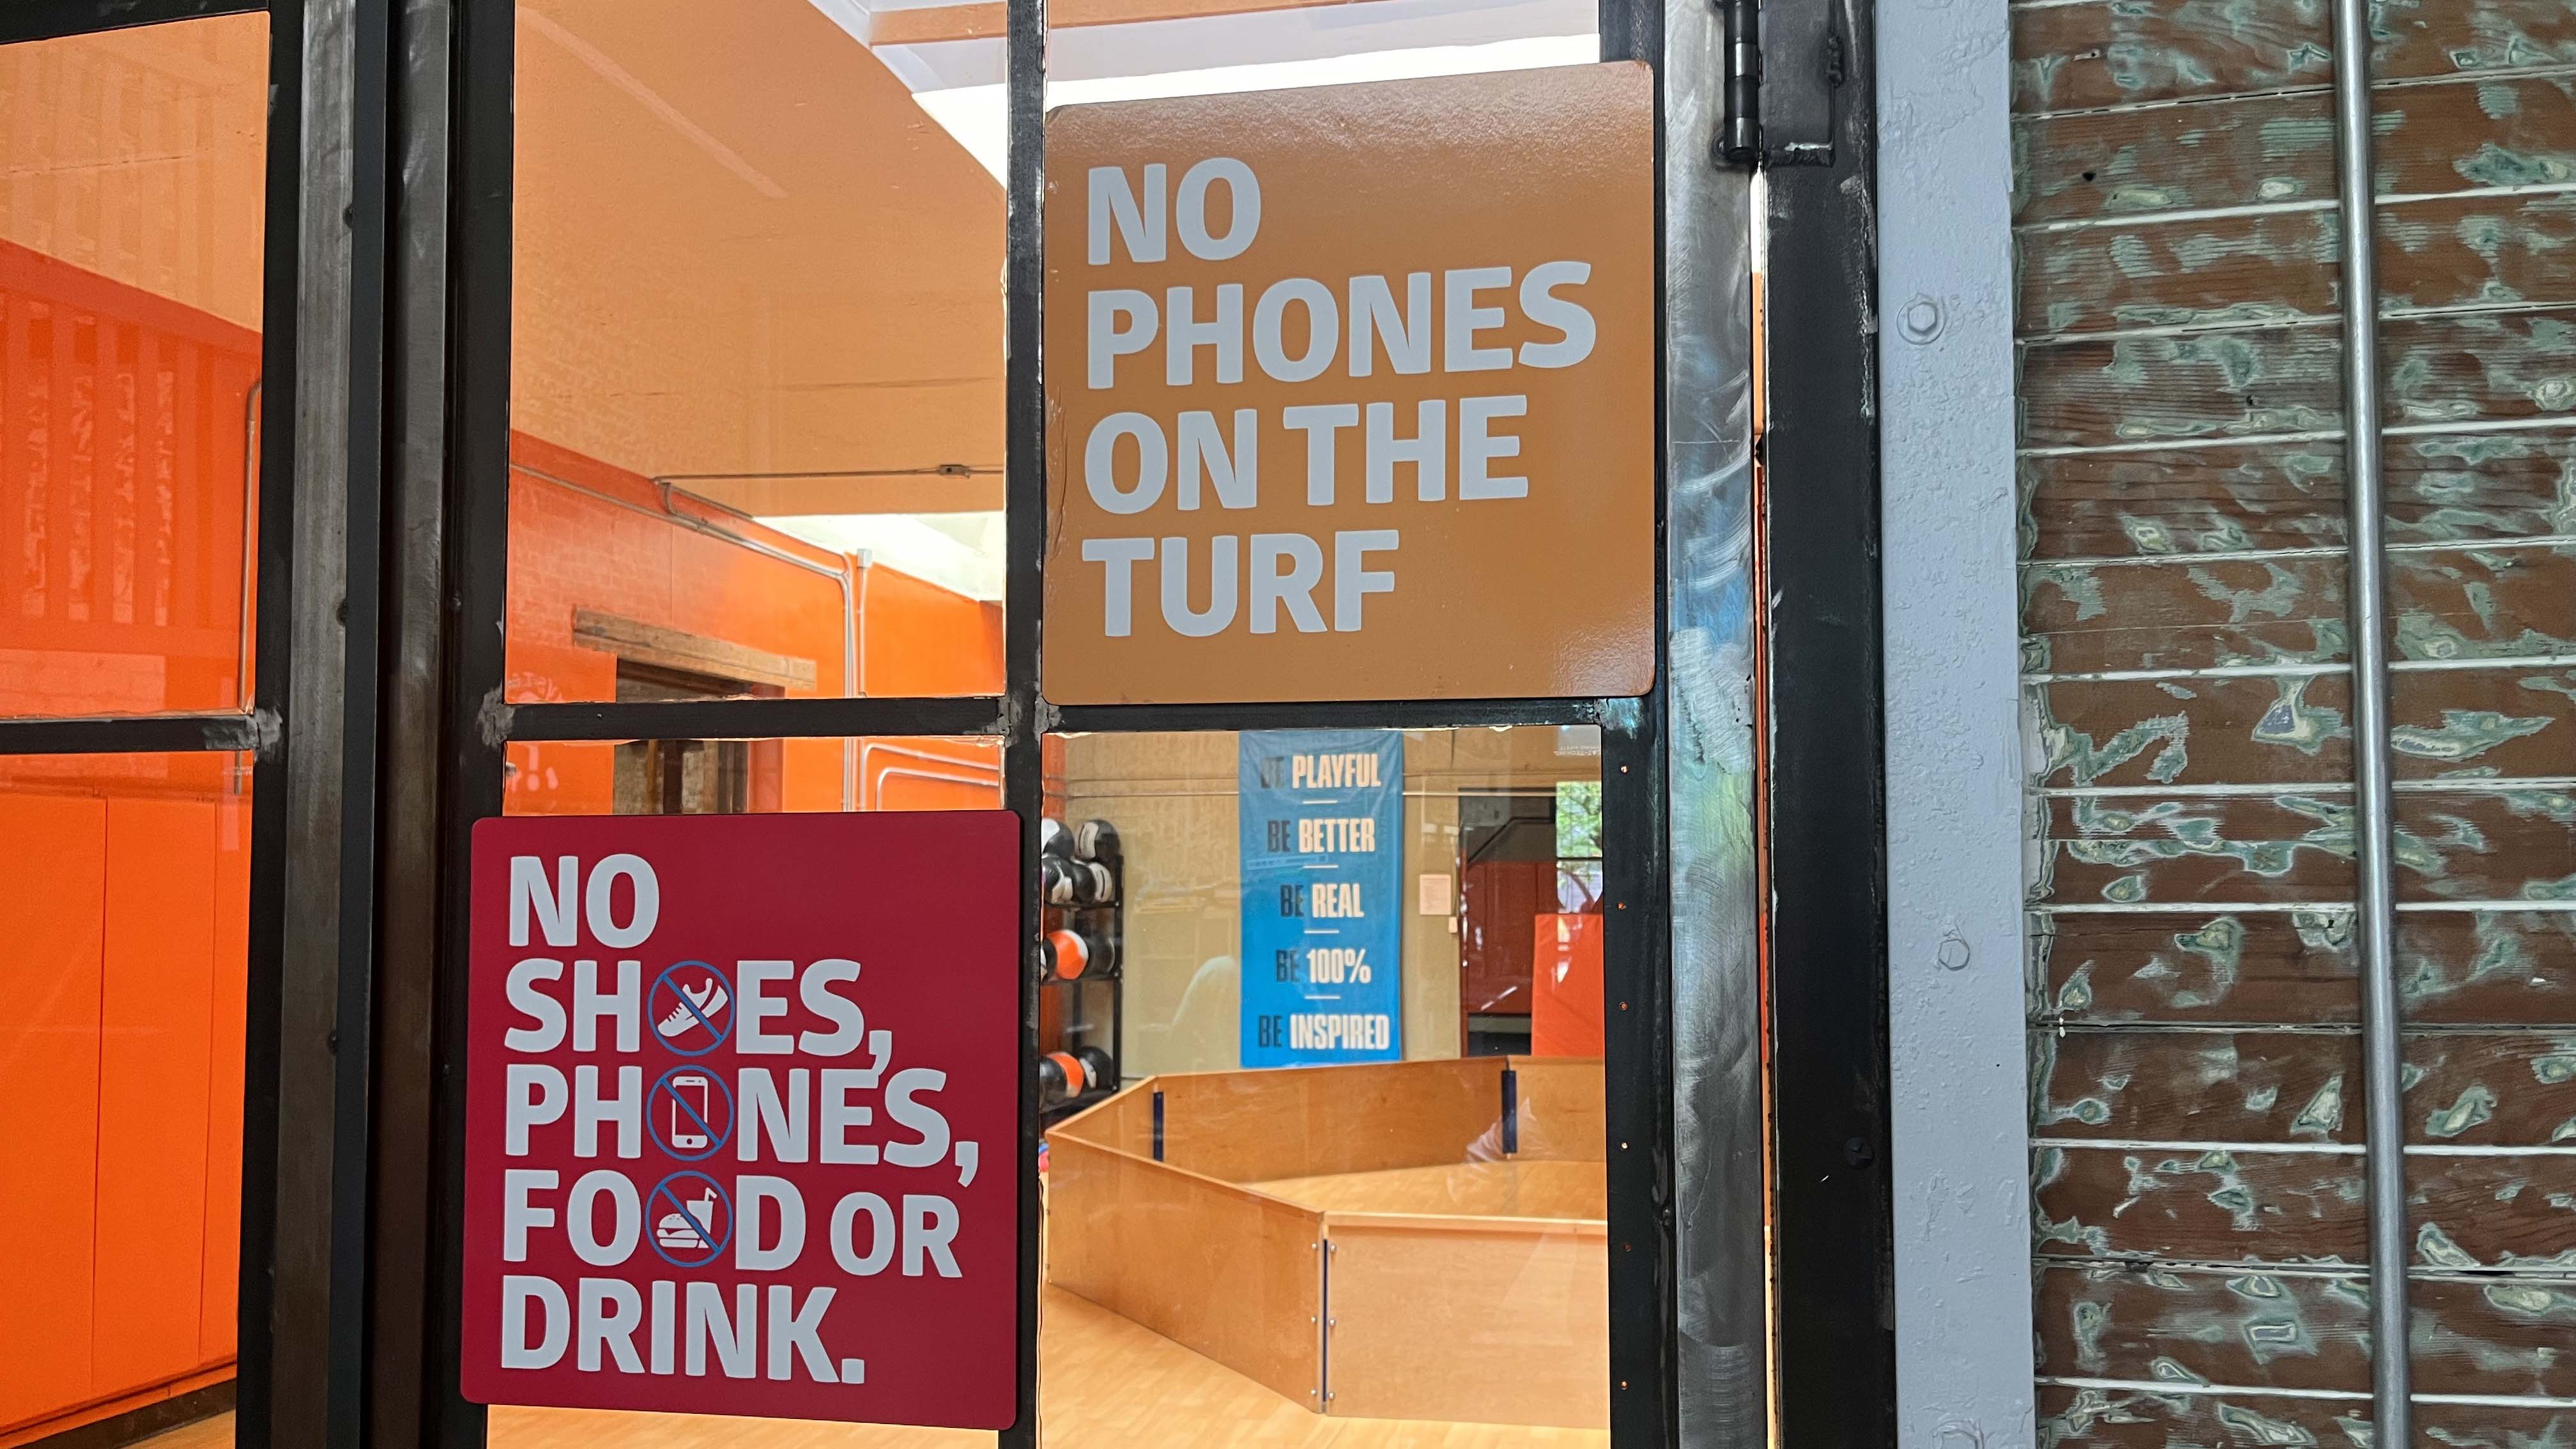 NO
PHONES
ON THE
TURF
NO
SHOES,
PHONES,
FOOD OR
DRINK.
BE PLAYFUL
BE BETTER
BE REAL
BE 100%
BE INSPIRED